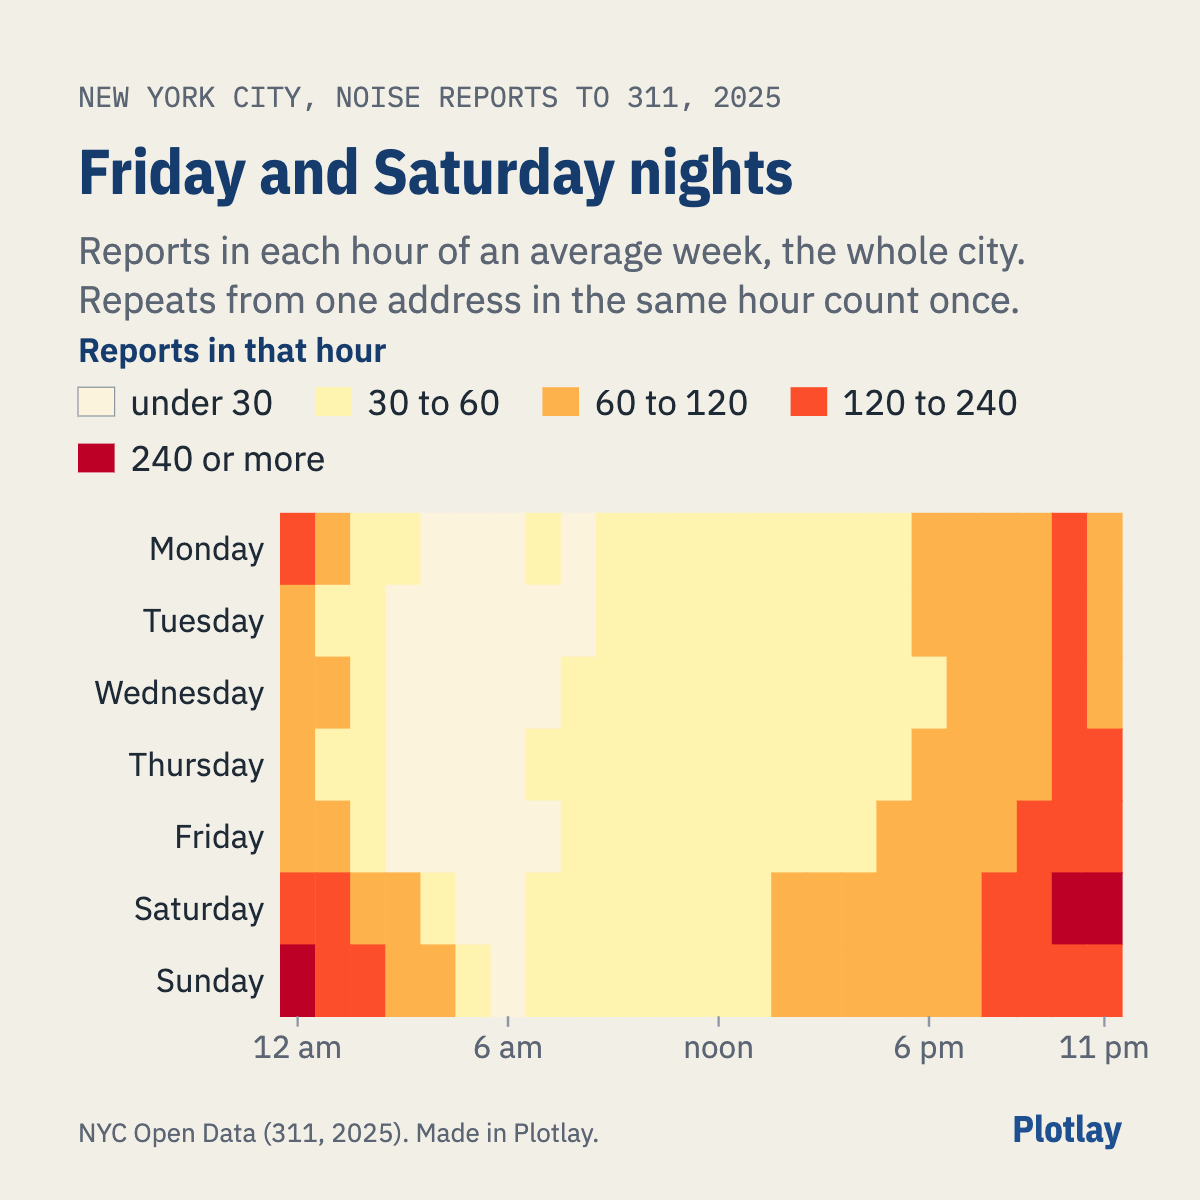 NEW YORK CITY, NOISE REPORTS TO 311, 2025
Friday and Saturday nights
Reports in each hour of an average week, the whole city.
Repeats from one address in the same hour count once.
Reports in that hour
under 30 30 to 60 60 to 120 120 to 240
240 or more
Monday
Tuesday
Wednesday
Thursday
Friday
Saturday
Sunday
12 am 6 am noon 6 pm 11 pm
NYC Open Data (311, 2025). Made in Plotlay.
Plotlay